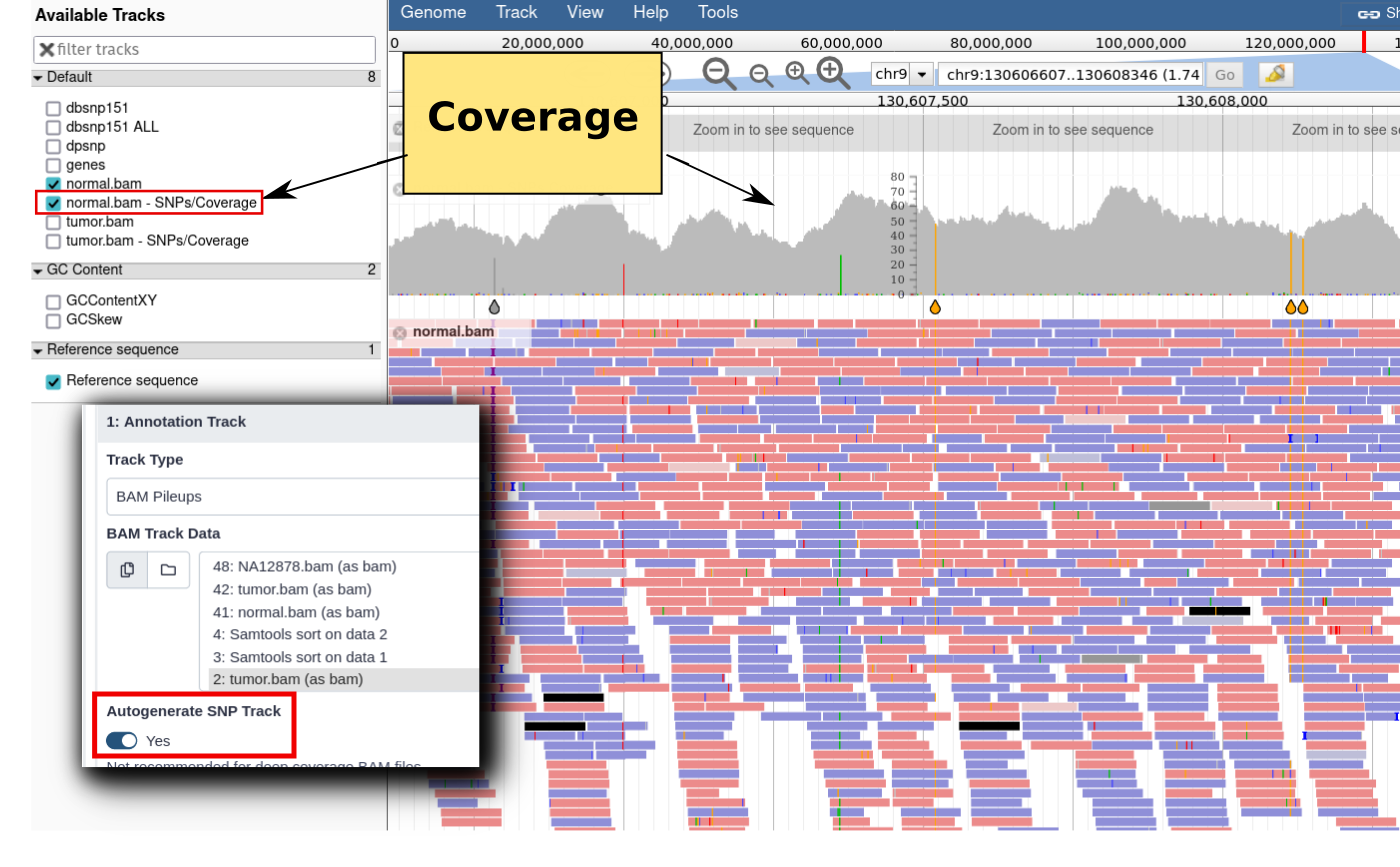 Available Tracks
filter tracks
Default 8
dbsnp151
dbsnp151 ALL
dpsnp
genes
normal.bam
normal.bam - SNPs/Coverage
tumor.bam
tumor.bam - SNPs/Coverage
GC Content 2
GCContentXY
GCSkew
Reference sequence 1
Reference sequence
Genome Track View Help Tools
0 20,000,000 40,000,000 60,000,000 80,000,000 100,000,000 120,000,000
chr9 chr9:130606607..130608346 (1.74 Go
130,607,500 130,608,000
Coverage
Zoom in to see sequence Zoom in to see sequence Zoom in to see s
80
70
60
50
40
30
20
10
0
normal.bam
1: Annotation Track
Track Type
BAM Pileups
BAM Track Data
48: NA12878.bam (as bam)
42: tumor.bam (as bam)
41: normal.bam (as bam)
4: Samtools sort on data 2
3: Samtools sort on data 1
2: tumor.bam (as bam)
Autogenerate SNP Track
Yes
Not recommended for deep coverage BAM files